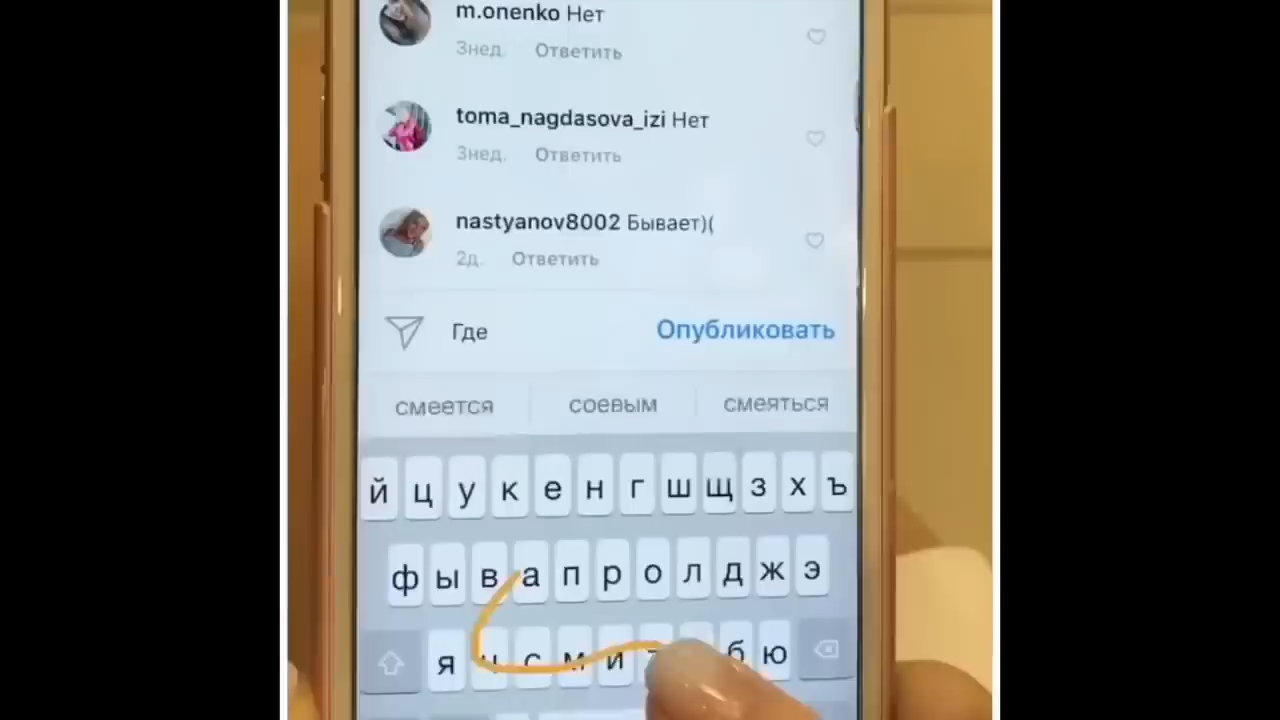 m.onenko Нет
3нед. Ответить
toma_nagdasova_izi Нет
3нед. Ответить
nastyanov8002 Бывает)(
2д. Ответить
Где Опубликовать
смеется соевым смеяться
й ц у к е н г ш щ з х ъ
ф ы в а п р о л д ж э
я ч с м и б ю